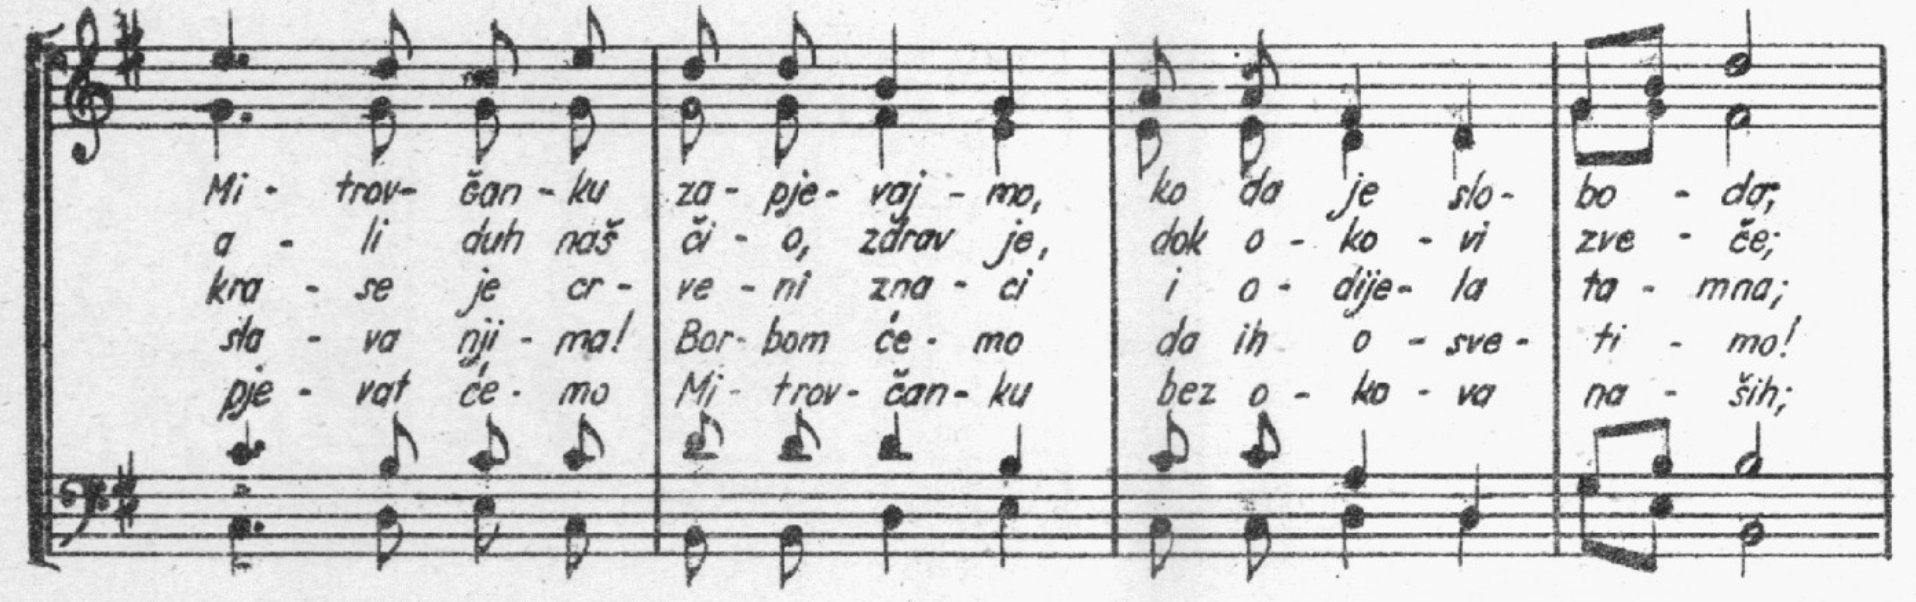 Mi - trov- čan - ku za - pje - vaj - mo, ko da je slo - bo - da;
a - li duh naš či - o, zdrav je, dok o - ko - vi zve - če;
kra - se je cr - ve - ni zna - ci i o - dije - la ta - mna;
sla - va nji - ma! Bor - bom će - mo da ih o - sve - ti - mo!
pje - vat će - mo Mi - trov - čan - ku bez o - ko - va na - ših;